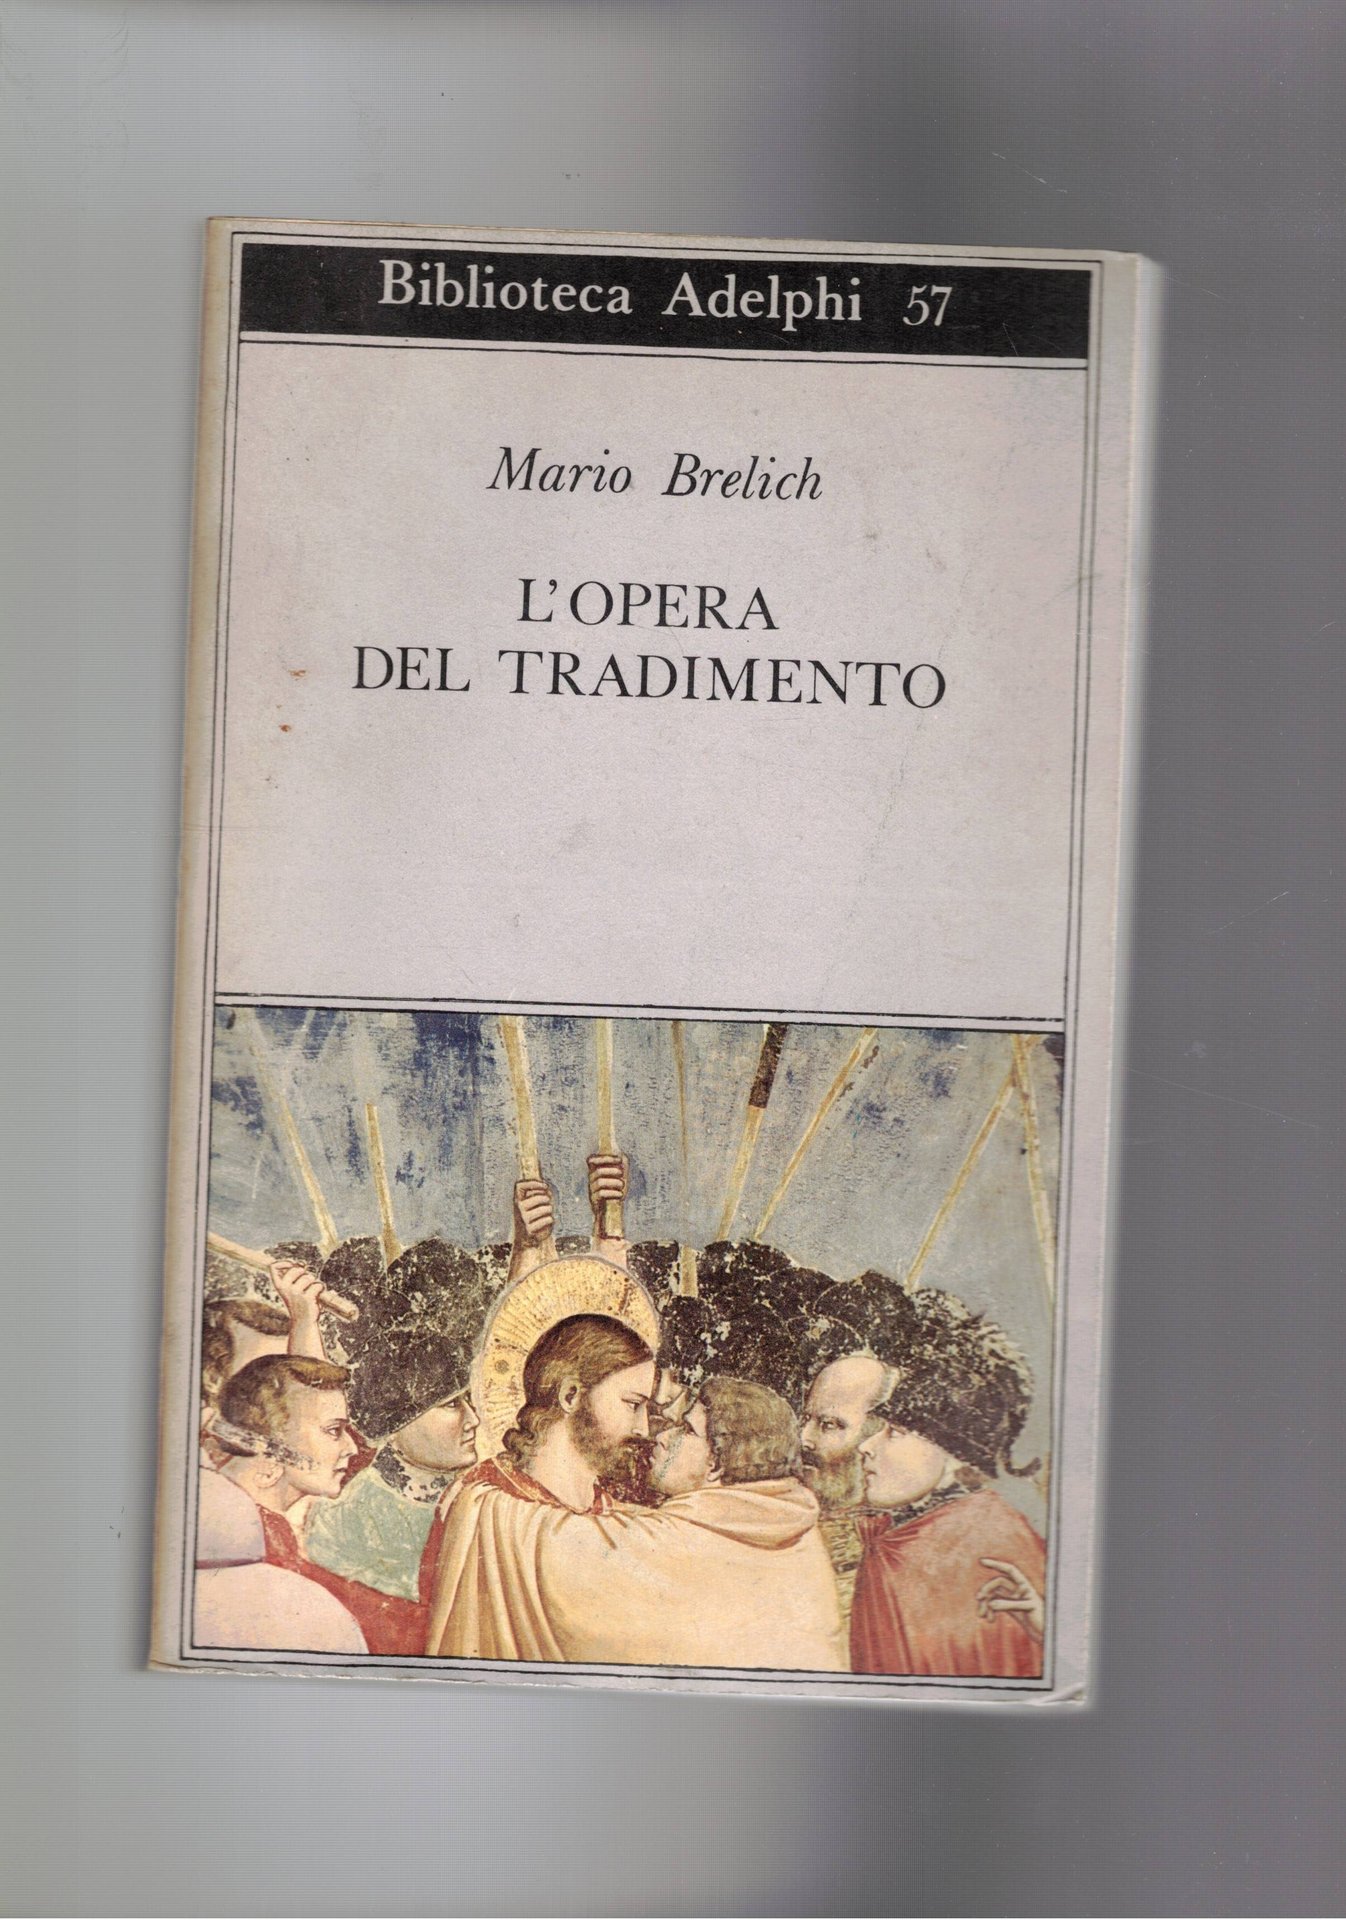 Biblioteca Adelphi 57
Mario Brelich
L'OPERA
DEL TRADIMENTO